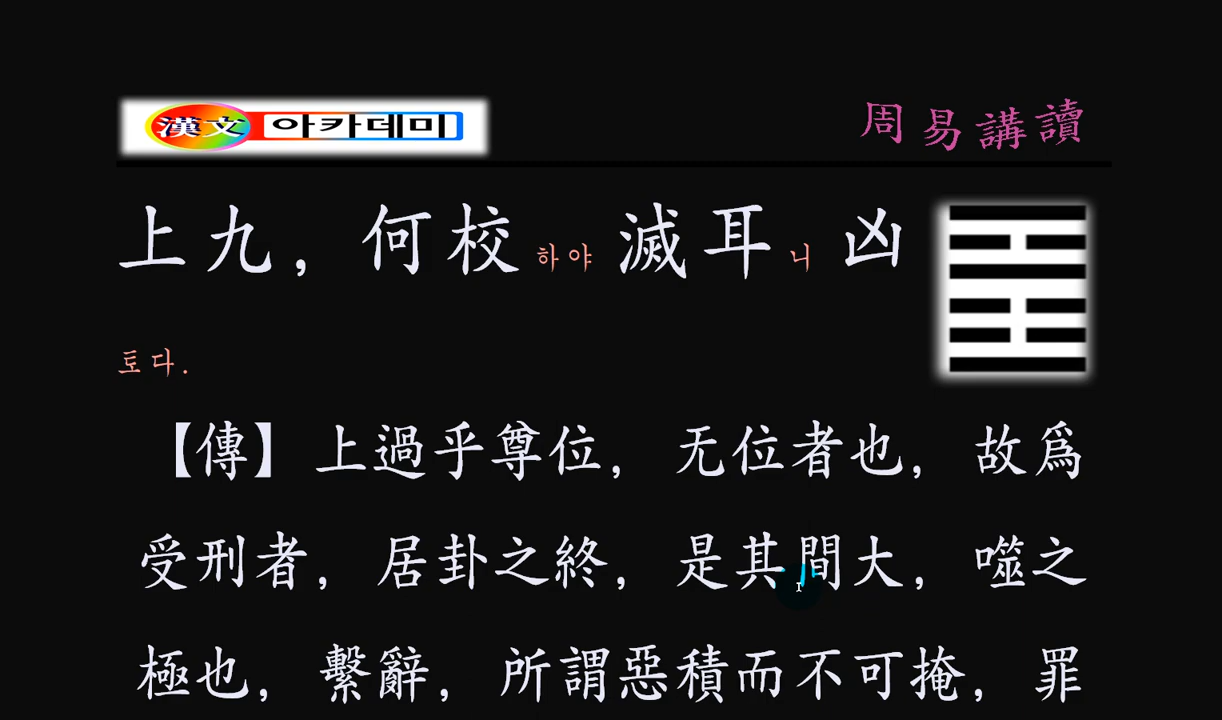 漢文 아카데미
周易講讀
上九, 何校하야 滅耳니 凶
토다.
【傳】上過乎尊位, 无位者也, 故爲
受刑者, 居卦之終, 是其間大, 噬之
極也, 繫辭, 所謂惡積而不可掩, 罪